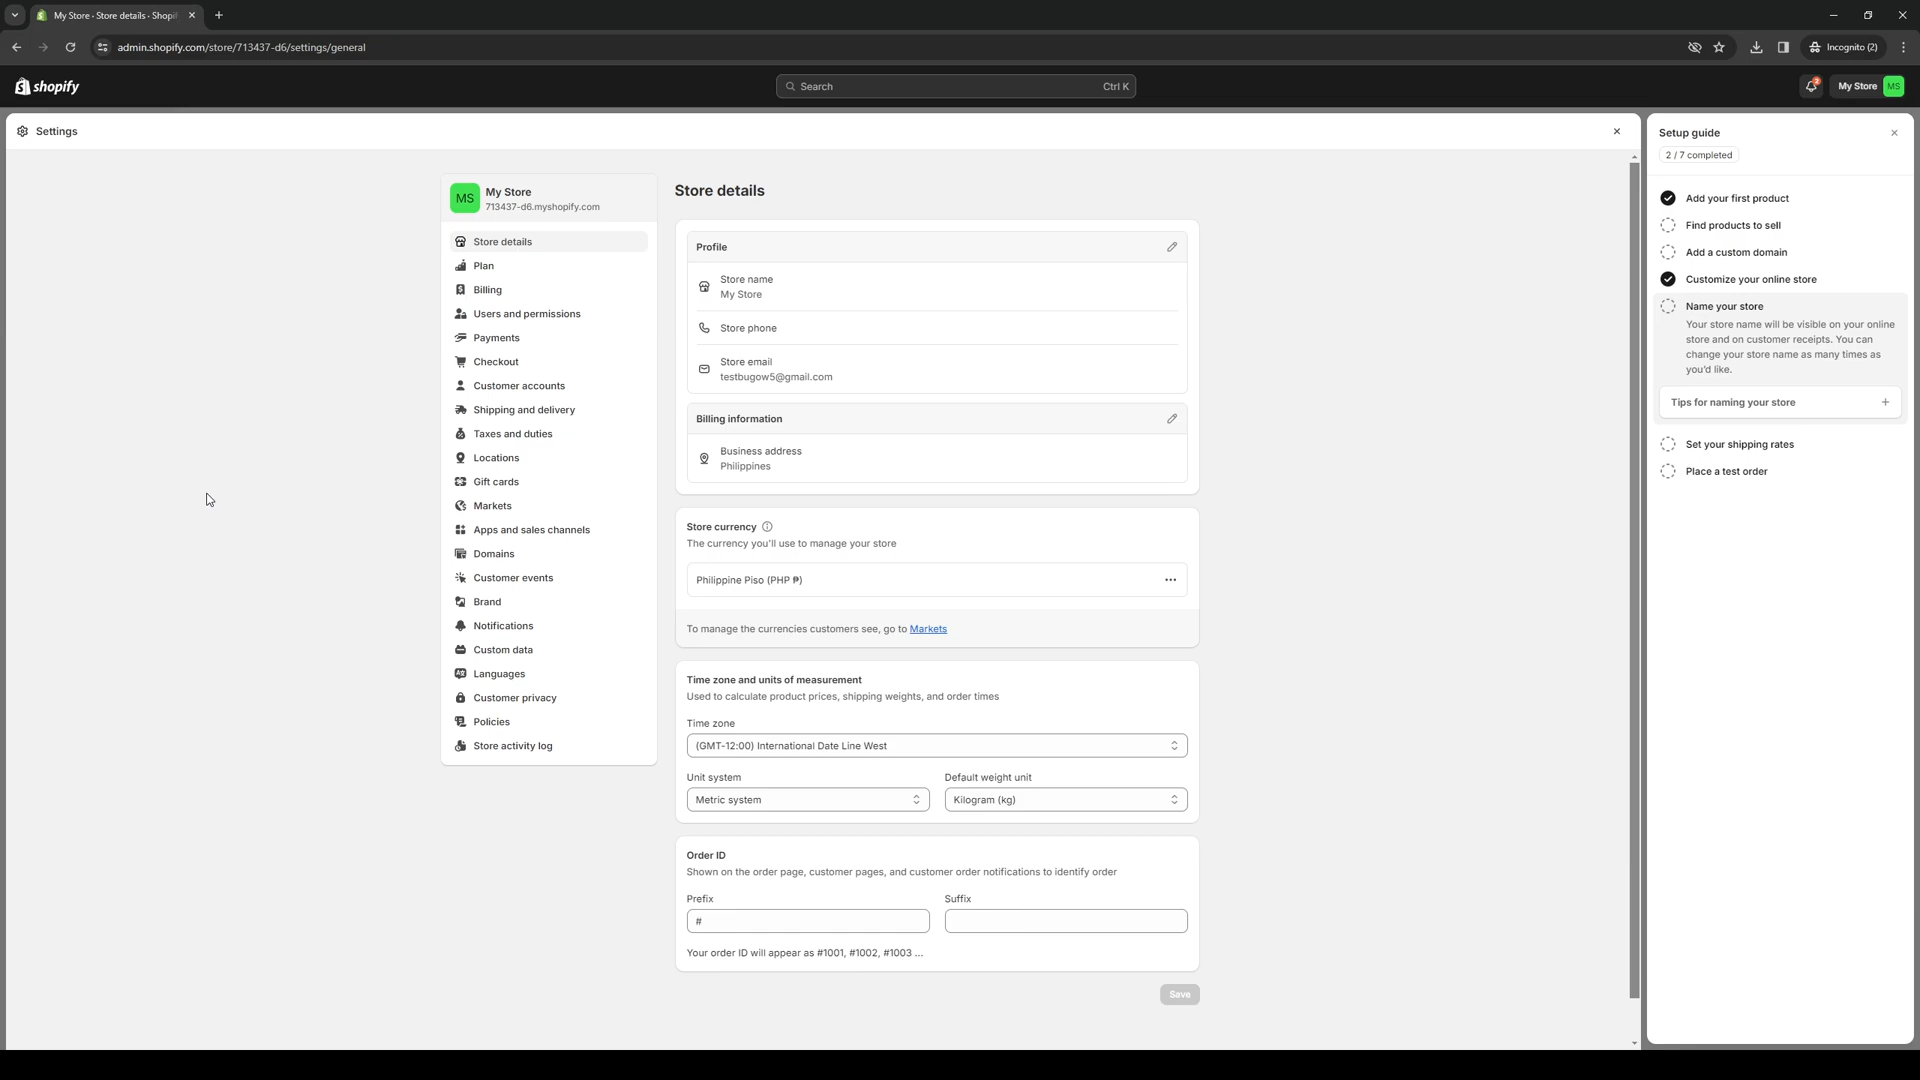 My Store · Store details · Shopi
admin.shopify.com/store/713437-d6/settings/general
Incognito (2)
shopify
Search
Ctrl K
2
My Store
MS
Settings
MS
My Store
713437-d6.myshopify.com
Store details
Plan
Billing
Users and permissions
Payments
Checkout
Customer accounts
Shipping and delivery
Taxes and duties
Locations
Gift cards
Markets
Apps and sales channels
Domains
Customer events
Brand
Notifications
Custom data
Languages
Customer privacy
Policies
Store activity log
Store details
Profile
Store name
My Store
Store phone
Store email
testbugow5@gmail.com
Billing information
Business address
Philippines
Store currency
The currency you'll use to manage your store
Philippine Piso (PHP ₱)
To manage the currencies customers see, go to Markets
Time zone and units of measurement
Used to calculate product prices, shipping weights, and order times
Time zone
(GMT-12:00) International Date Line West
Unit system
Default weight unit
Metric system
Kilogram (kg)
Order ID
Shown on the order page, customer pages, and customer order notifications to identify order
Prefix
Suffix
#
Your order ID will appear as #1001, #1002, #1003 ...
Save
Setup guide
2 / 7 completed
Add your first product
Find products to sell
Add a custom domain
Customize your online store
Name your store
Your store name will be visible on your online
store and on customer receipts. You can
change your store name as many times as
you'd like.
Tips for naming your store
Set your shipping rates
Place a test order